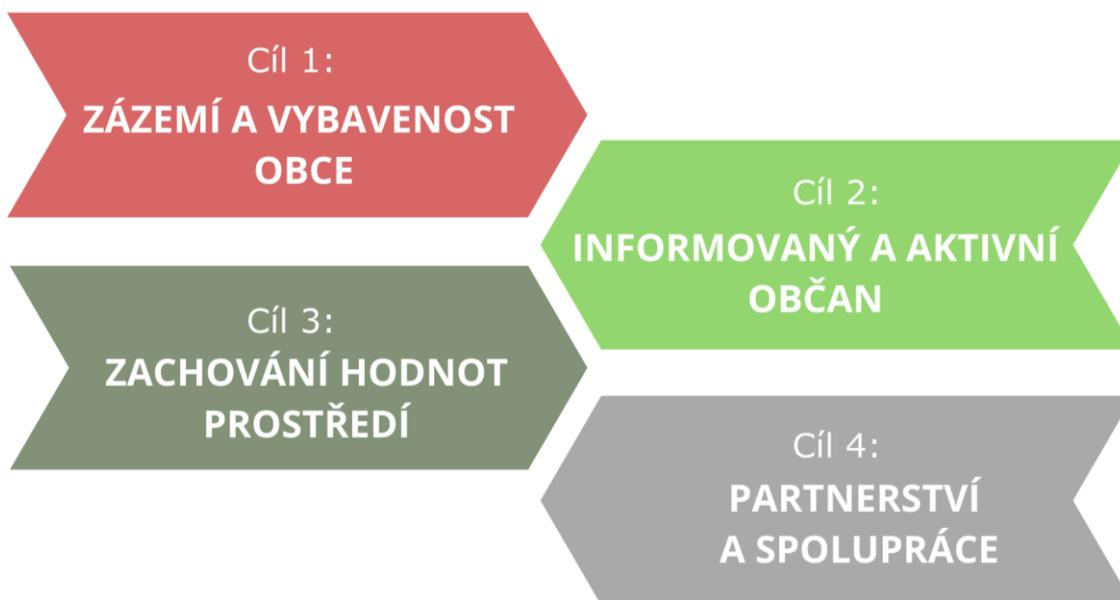 Cíl 1:
ZÁZEMÍ A VYBAVENOST
OBCE
Cíl 2:
INFORMOVANÝ A AKTIVNÍ
OBČAN
Cíl 3:
ZACHOVÁNÍ HODNOT
PROSTŘEDÍ
Cíl 4:
PARTNERSTVÍ
A SPOLUPRÁCE